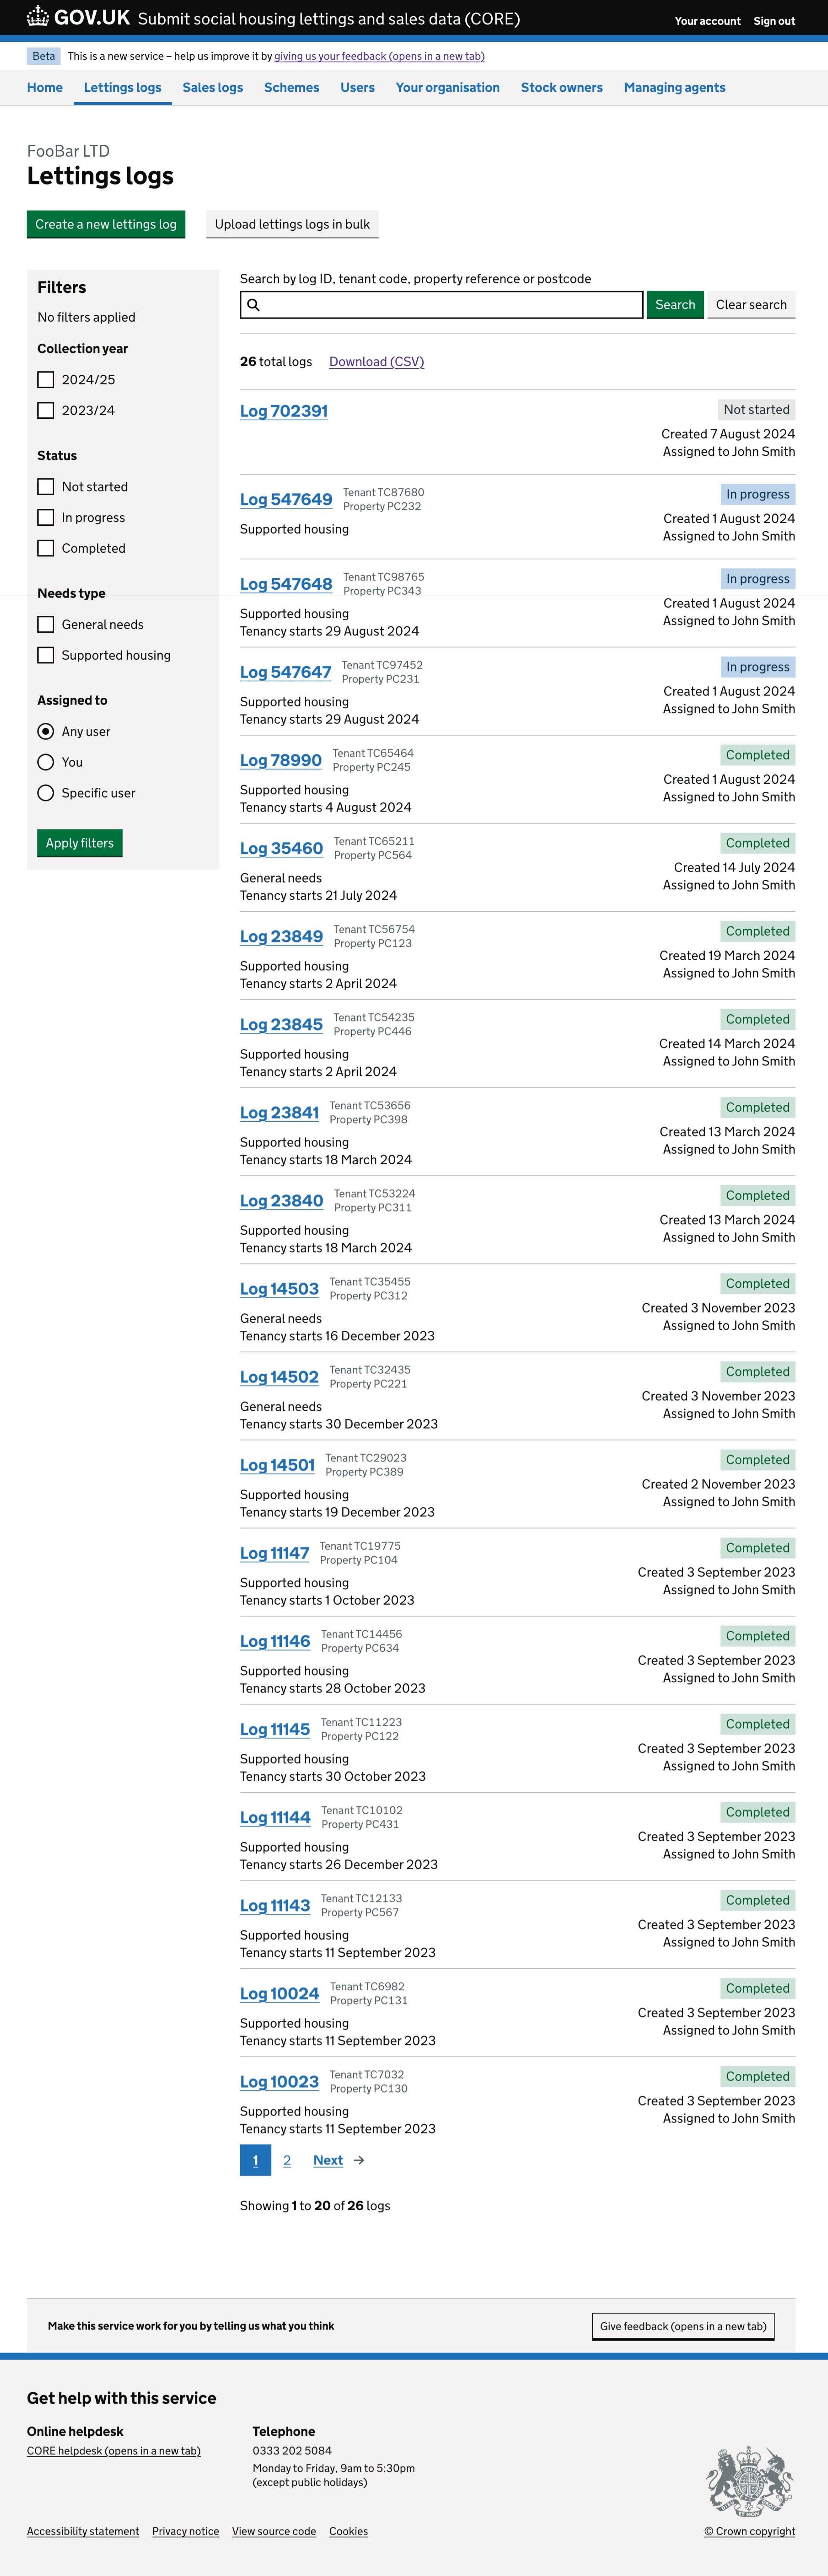 GOV.UK Submit social housing lettings and sales data (CORE)
Your account Sign out
Beta This is a new service – help us improve it by giving us your feedback (opens in a new tab)
Home Lettings logs Sales logs Schemes Users Your organisation Stock owners Managing agents
FooBar LTD
Lettings logs
Create a new lettings log Upload lettings logs in bulk
Filters
No filters applied
Collection year
2024/25
2023/24
Status
Not started
In progress
Completed
Needs type
General needs
Supported housing
Assigned to
Any user
You
Specific user
Apply filters
Search by log ID, tenant code, property reference or postcode
Search Clear search
26 total logs Download (CSV)
Log 702391
Not started
Created 7 August 2024
Assigned to John Smith
Log 547649
Tenant TC87680
Property PC232
Supported housing
In progress
Created 1 August 2024
Assigned to John Smith
Log 547648
Tenant TC98765
Property PC343
Supported housing
Tenancy starts 29 August 2024
In progress
Created 1 August 2024
Assigned to John Smith
Log 547647
Tenant TC97452
Property PC231
Supported housing
Tenancy starts 29 August 2024
In progress
Created 1 August 2024
Assigned to John Smith
Log 78990
Tenant TC65464
Property PC245
Supported housing
Tenancy starts 4 August 2024
Completed
Created 1 August 2024
Assigned to John Smith
Log 35460
Tenant TC65211
Property PC564
General needs
Tenancy starts 21 July 2024
Completed
Created 14 July 2024
Assigned to John Smith
Log 23849
Tenant TC56754
Property PC123
Supported housing
Tenancy starts 2 April 2024
Completed
Created 19 March 2024
Assigned to John Smith
Log 23845
Tenant TC54235
Property PC446
Supported housing
Tenancy starts 2 April 2024
Completed
Created 14 March 2024
Assigned to John Smith
Log 23841
Tenant TC53656
Property PC398
Supported housing
Tenancy starts 18 March 2024
Completed
Created 13 March 2024
Assigned to John Smith
Log 23840
Tenant TC53224
Property PC311
Supported housing
Tenancy starts 18 March 2024
Completed
Created 13 March 2024
Assigned to John Smith
Log 14503
Tenant TC35455
Property PC312
General needs
Tenancy starts 16 December 2023
Completed
Created 3 November 2023
Assigned to John Smith
Log 14502
Tenant TC32435
Property PC221
General needs
Tenancy starts 30 December 2023
Completed
Created 3 November 2023
Assigned to John Smith
Log 14501
Tenant TC29023
Property PC389
Supported housing
Tenancy starts 19 December 2023
Completed
Created 2 November 2023
Assigned to John Smith
Log 11147
Tenant TC19775
Property PC104
Supported housing
Tenancy starts 1 October 2023
Completed
Created 3 September 2023
Assigned to John Smith
Log 11146
Tenant TC14456
Property PC634
Supported housing
Tenancy starts 28 October 2023
Completed
Created 3 September 2023
Assigned to John Smith
Log 11145
Tenant TC11223
Property PC122
Supported housing
Tenancy starts 30 October 2023
Completed
Created 3 September 2023
Assigned to John Smith
Log 11144
Tenant TC10102
Property PC431
Supported housing
Tenancy starts 26 December 2023
Completed
Created 3 September 2023
Assigned to John Smith
Log 11143
Tenant TC12133
Property PC567
Supported housing
Tenancy starts 11 September 2023
Completed
Created 3 September 2023
Assigned to John Smith
Log 10024
Tenant TC6982
Property PC131
Supported housing
Tenancy starts 11 September 2023
Completed
Created 3 September 2023
Assigned to John Smith
Log 10023
Tenant TC7032
Property PC130
Supported housing
Tenancy starts 11 September 2023
Completed
Created 3 September 2023
Assigned to John Smith
1 2 Next →
Showing 1 to 20 of 26 logs
Make this service work for you by telling us what you think
Give feedback (opens in a new tab)
Get help with this service
Online helpdesk
CORE helpdesk (opens in a new tab)
Telephone
0333 202 5084
Monday to Friday, 9am to 5:30pm
(except public holidays)
Accessibility statement Privacy notice View source code Cookies
© Crown copyright